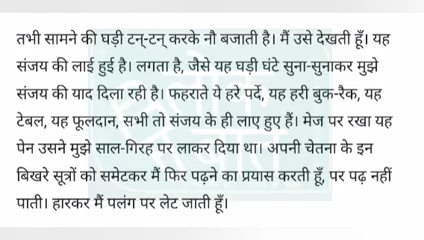 तभी सामने की घड़ी टन्-टन् करके नौ बजाती है। मैं उसे देखती हूँ। यह
संजय की लाई हुई है। लगता है, जैसे यह घड़ी घंटे सुना-सुनाकर मुझे
संजय की याद दिला रही है। फहराते ये हरे पर्दे, यह हरी बुक-रैक, यह
टेबल, यह फूलदान, सभी तो संजय के ही लाए हुए हैं। मेज पर रखा यह
पेन उसने मुझे साल-गिरह पर लाकर दिया था। अपनी चेतना के इन
बिखरे सूत्रों को समेटकर मैं फिर पढ़ने का प्रयास करती हूँ, पर पढ़ नहीं
पाती। हारकर मैं पलंग पर लेट जाती हूँ।